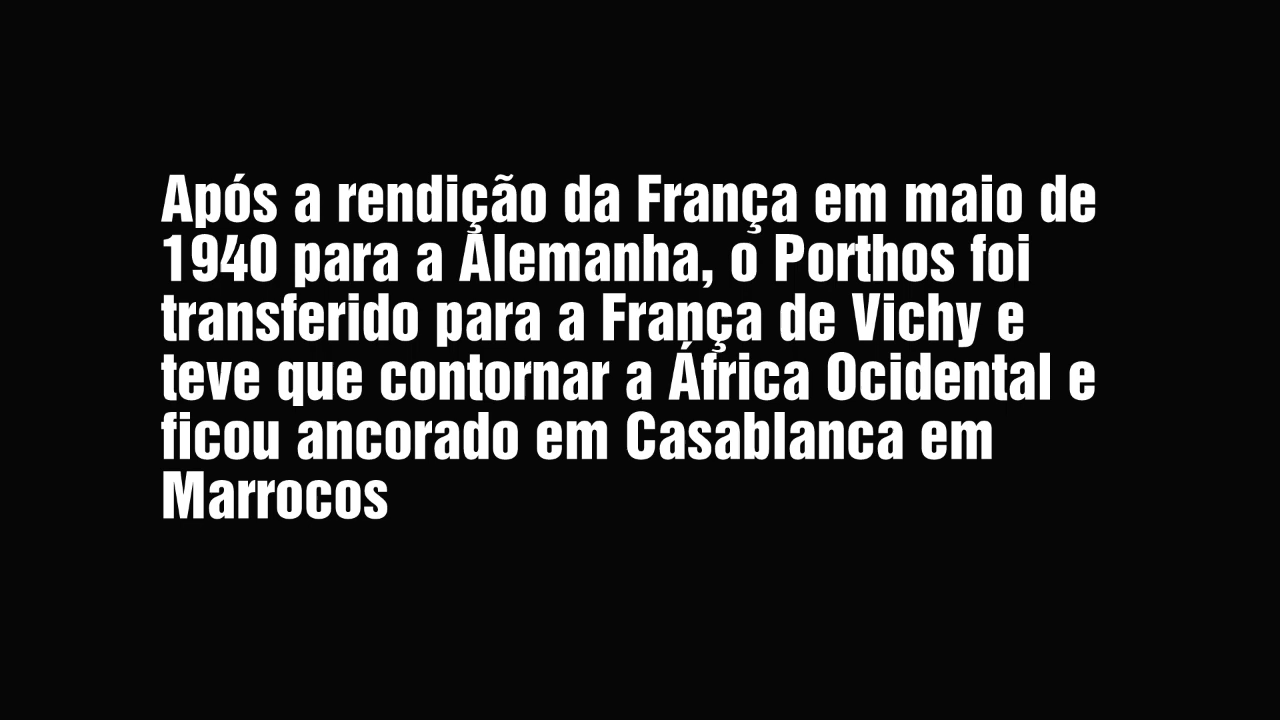 Após a rendição da França em maio de
1940 para a Alemanha, o Porthos foi
transferido para a França de Vichy e
teve que contornar a África Ocidental e
ficou ancorado em Casablanca em
Marrocos